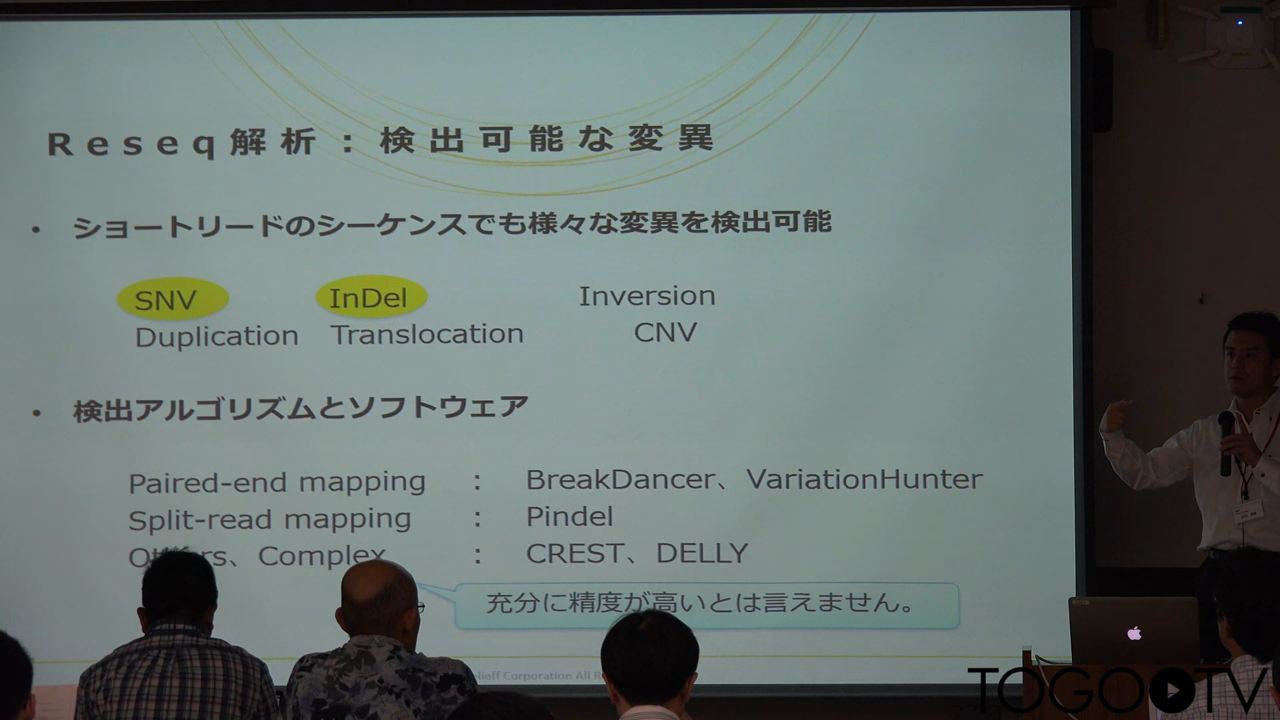 Reseq解析：検出可能な変異
• ショートリードのシーケンスでも様々な変異を検出可能
SNV InDel Inversion
Duplication Translocation CNV
• 検出アルゴリズムとソフトウェア
Paired-end mapping : BreakDancer、VariationHunter
Split-read mapping : Pindel
Others、Complex : CREST、DELLY
充分に精度が高いとは言えません。
Corporation All
TOGOTV